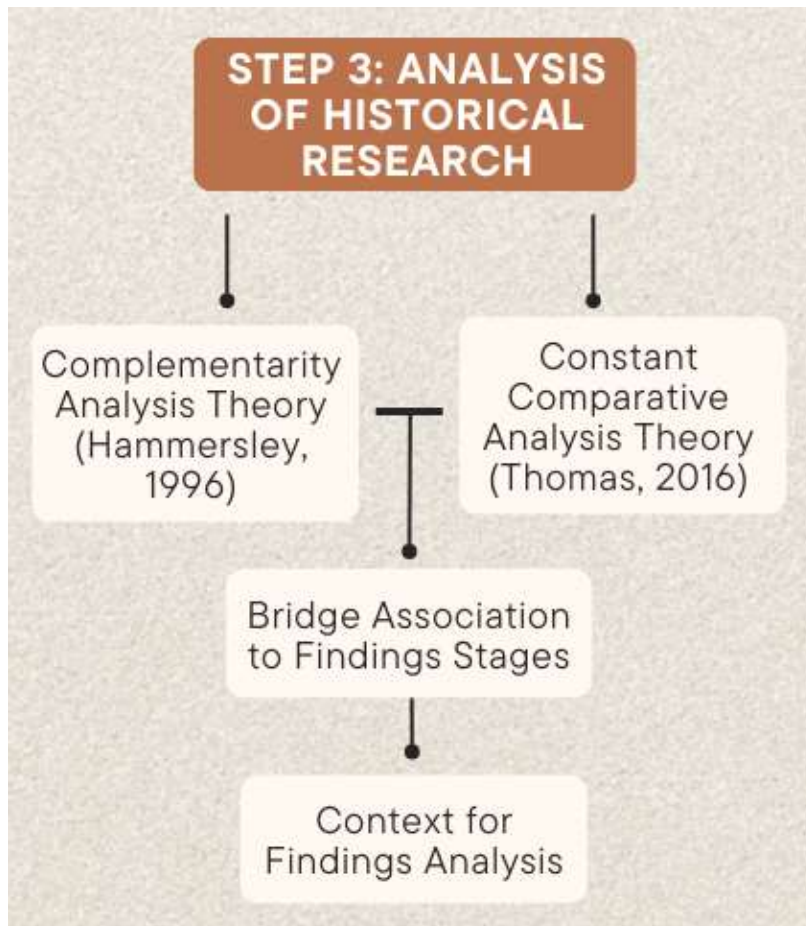 STEP 3: ANALYSIS
OF HISTORICAL
RESEARCH
Complementarity
Analysis Theory
(Hammersley,
1996)
Constant
Comparative
Analysis Theory
(Thomas, 2016)
Bridge Association
to Findings Stages
Context for
Findings Analysis